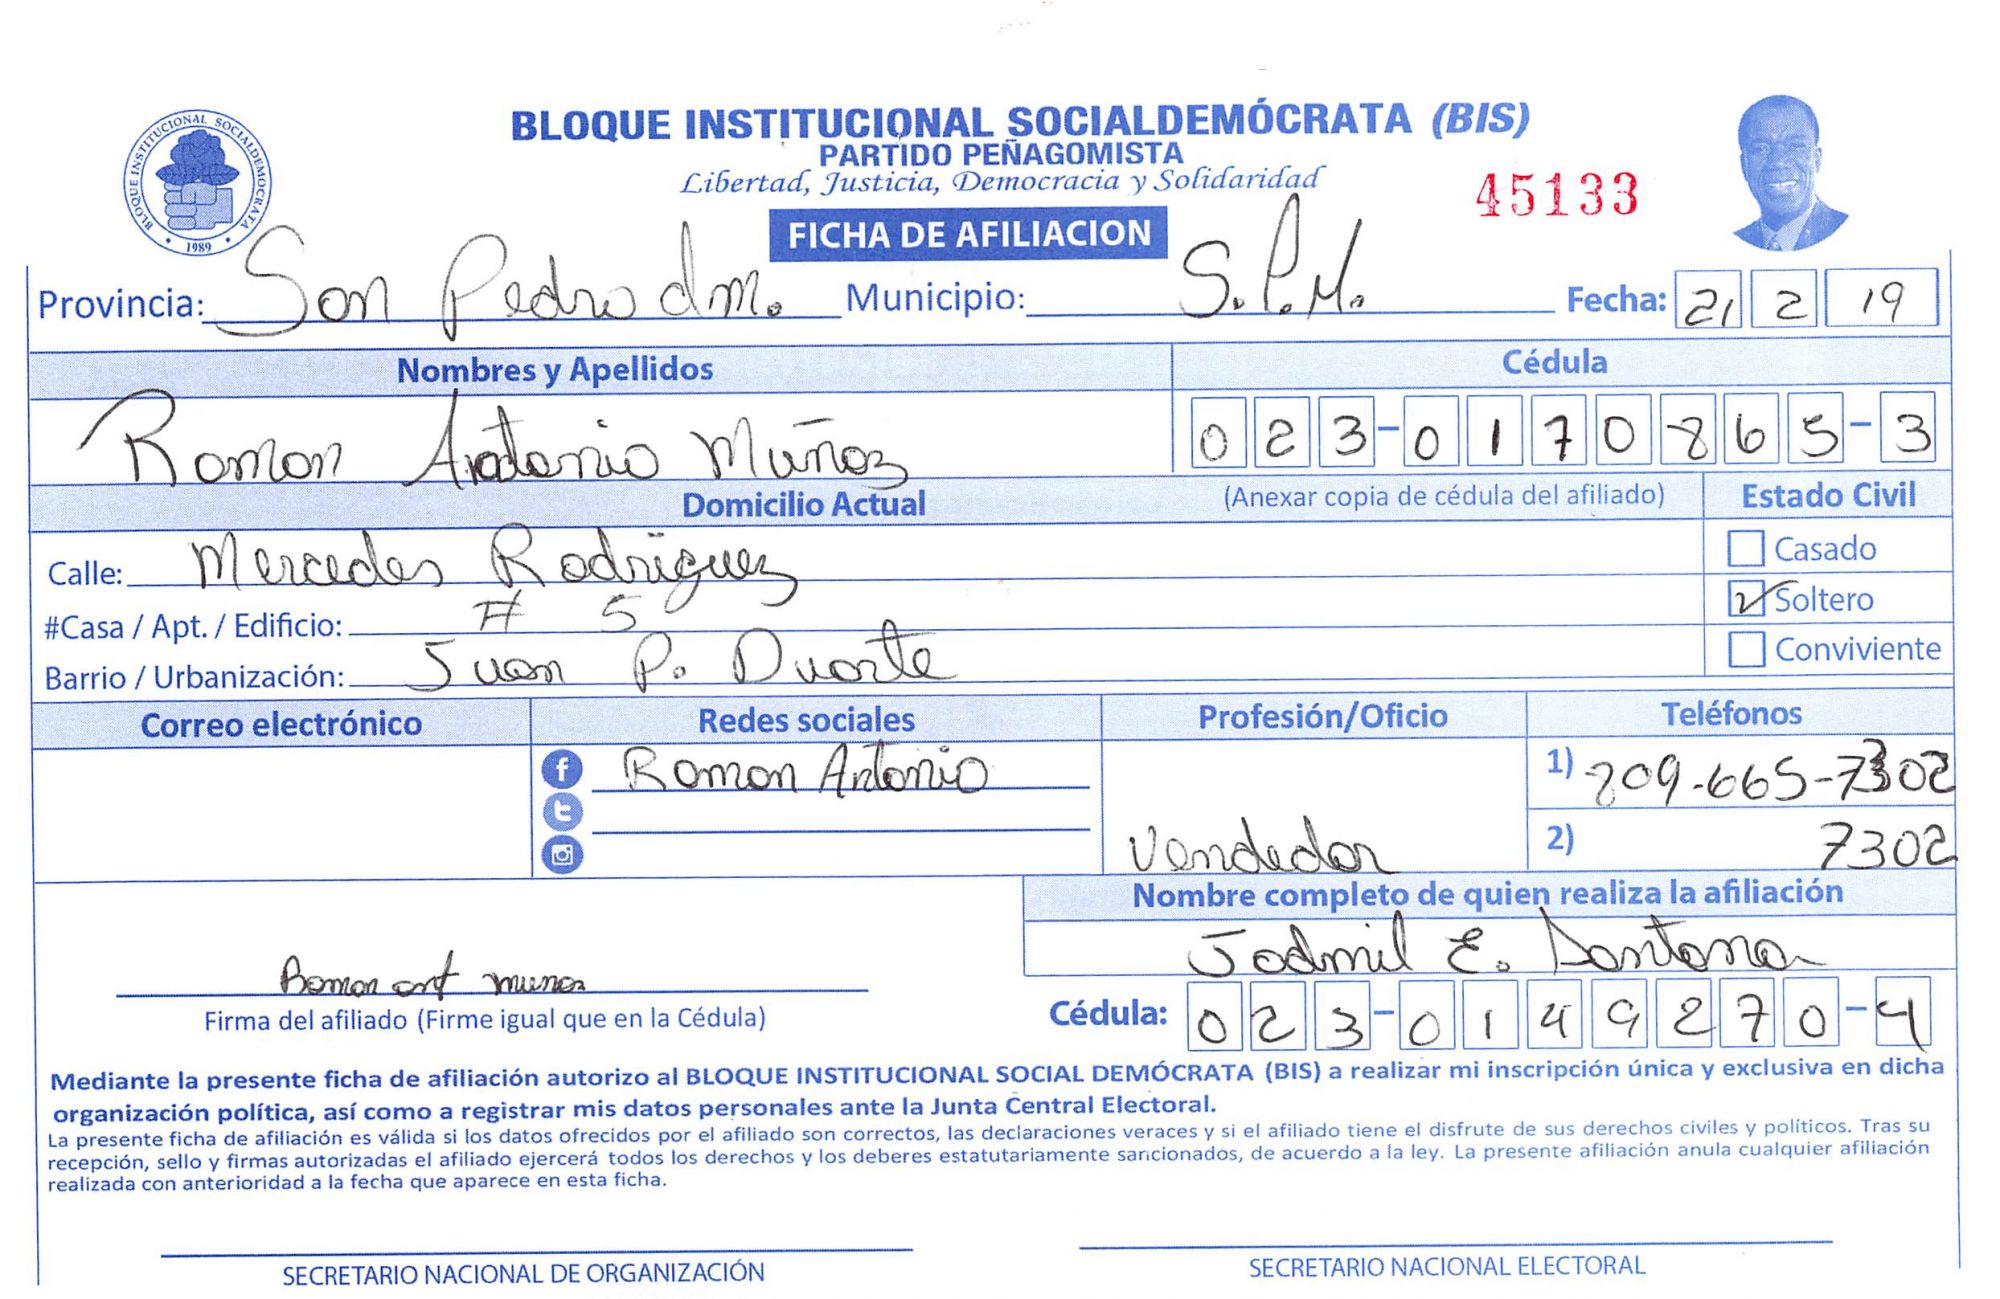 BLOQUE INSTITUCIONAL SOCIALDEMOCRATA
1989
BLOQUE INSTITUCIONAL SOCIALDEMÓCRATA (BIS)
PARTIDO PEÑAGOMISTA
Libertad, Justicia, Democracia y Solidaridad
45133
FICHA DE AFILIACION
Provincia: San Pedro d m. Municipio: S.P.M. Fecha: 21 2 19
Nombres y Apellidos Cédula
Ramon Antonio Muñoz 023-0170865-3
Domicilio Actual (Anexar copia de cédula del afiliado) Estado Civil
Calle: Mercedes Rodriguez Casado
#Casa / Apt. / Edificio: # 5 Soltero
Barrio / Urbanización: Juan P. Duarte Conviviente
Correo electrónico Redes sociales Profesión/Oficio Teléfonos
Ramon Antonio 1) 809-665-7302
Vendedor 2) 7302
Nombre completo de quien realiza la afiliación
Jadmil E. Santana
Ramon ant munoz
Firma del afiliado (Firme igual que en la Cédula) Cédula: 023-0149270-4
Mediante la presente ficha de afiliación autorizo al BLOQUE INSTITUCIONAL SOCIAL DEMÓCRATA (BIS) a realizar mi inscripción única y exclusiva en dicha
organización política, así como a registrar mis datos personales ante la Junta Central Electoral.
La presente ficha de afiliación es válida si los datos ofrecidos por el afiliado son correctos, las declaraciones veraces y si el afiliado tiene el disfrute de sus derechos civiles y políticos. Tras su
recepción, sello y firmas autorizadas el afiliado ejercerá todos los derechos y los deberes estatutariamente sancionados, de acuerdo a la ley. La presente afiliación anula cualquier afiliación
realizada con anterioridad a la fecha que aparece en esta ficha.
SECRETARIO NACIONAL DE ORGANIZACIÓN SECRETARIO NACIONAL ELECTORAL